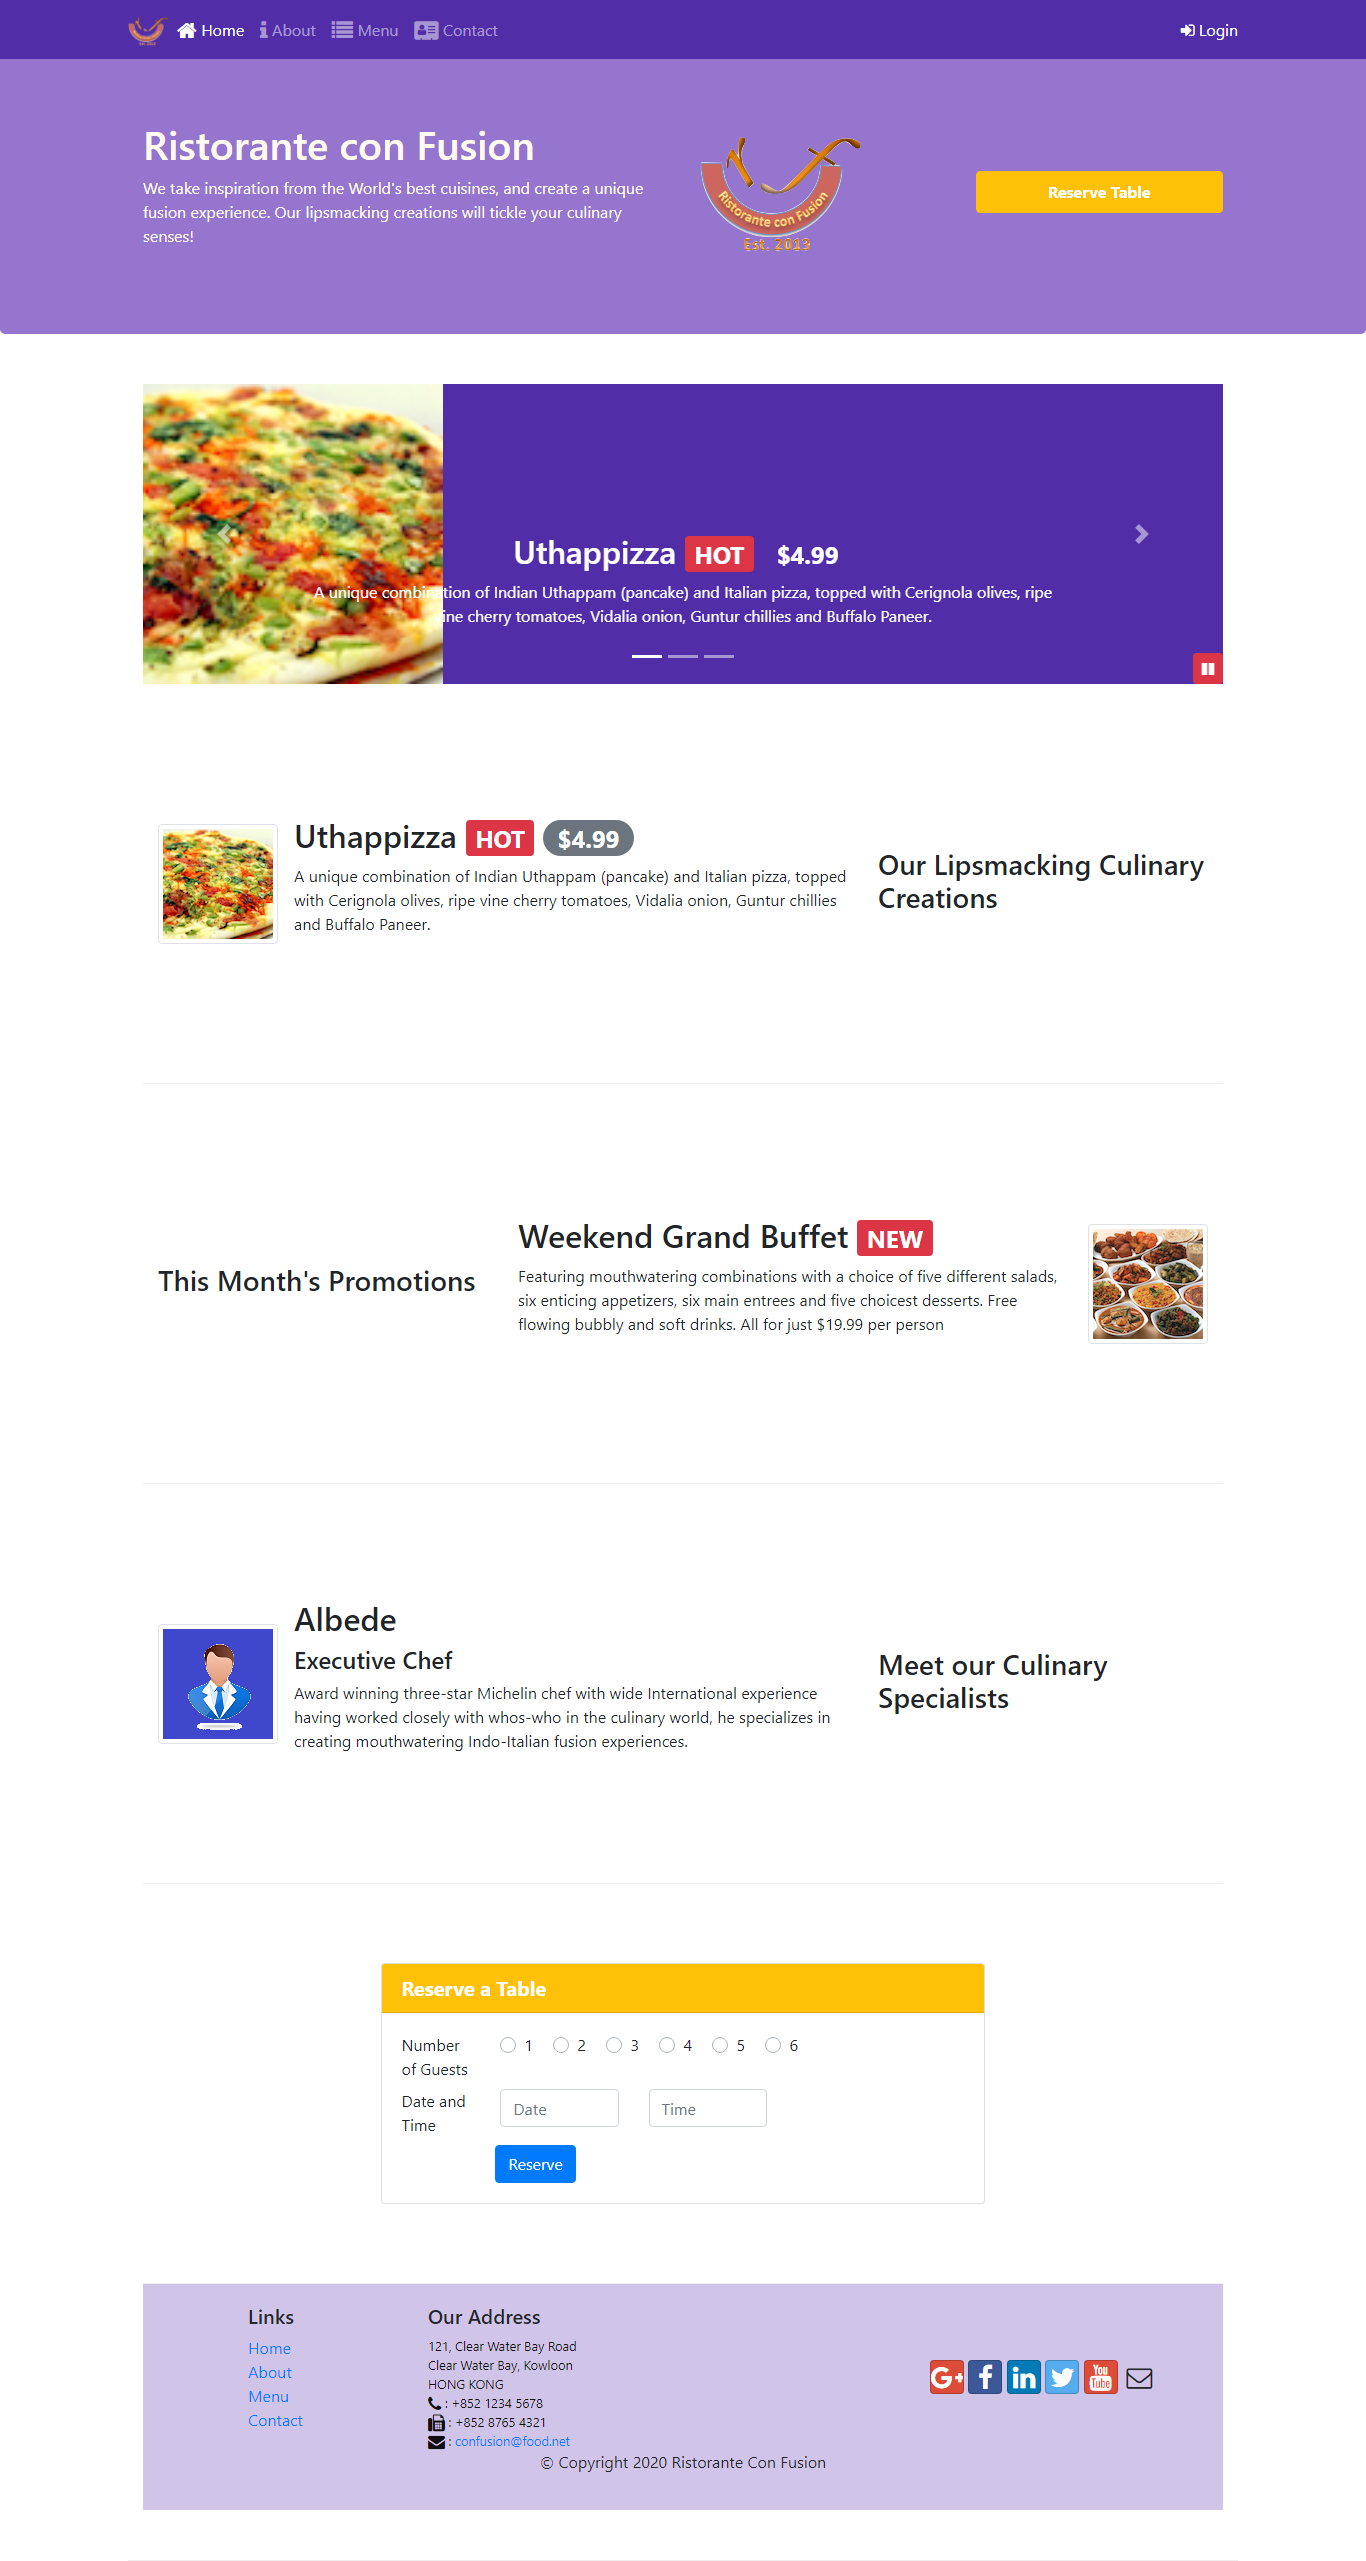 Home About Menu Contact Login
Ristorante con Fusion
We take inspiration from the World's best cuisines, and create a unique
fusion experience. Our lipsmacking creations will tickle your culinary
senses!
Ristorante con Fusion
Est. 2013
Reserve Table
Uthappizza HOT $4.99
A unique combination of Indian Uthappam (pancake) and Italian pizza, topped with Cerignola olives, ripe
vine cherry tomatoes, Vidalia onion, Guntur chillies and Buffalo Paneer.
Uthappizza HOT $4.99
A unique combination of Indian Uthappam (pancake) and Italian pizza, topped
with Cerignola olives, ripe vine cherry tomatoes, Vidalia onion, Guntur chillies
and Buffalo Paneer.
Our Lipsmacking Culinary
Creations
This Month's Promotions
Weekend Grand Buffet NEW
Featuring mouthwatering combinations with a choice of five different salads,
six enticing appetizers, six main entrees and five choicest desserts. Free
flowing bubbly and soft drinks. All for just $19.99 per person
Albede
Executive Chef
Award winning three-star Michelin chef with wide International experience
having worked closely with whos-who in the culinary world, he specializes in
creating mouthwatering Indo-Italian fusion experiences.
Meet our Culinary
Specialists
Reserve a Table
Number
of Guests
1 2 3 4 5 6
Date and
Time
Date Time
Reserve
Links
Home
About
Menu
Contact
Our Address
121, Clear Water Bay Road
Clear Water Bay, Kowloon
HONG KONG
: +852 1234 5678
: +852 8765 4321
: confusion@food.net
G+ f in You Tube
© Copyright 2020 Ristorante Con Fusion